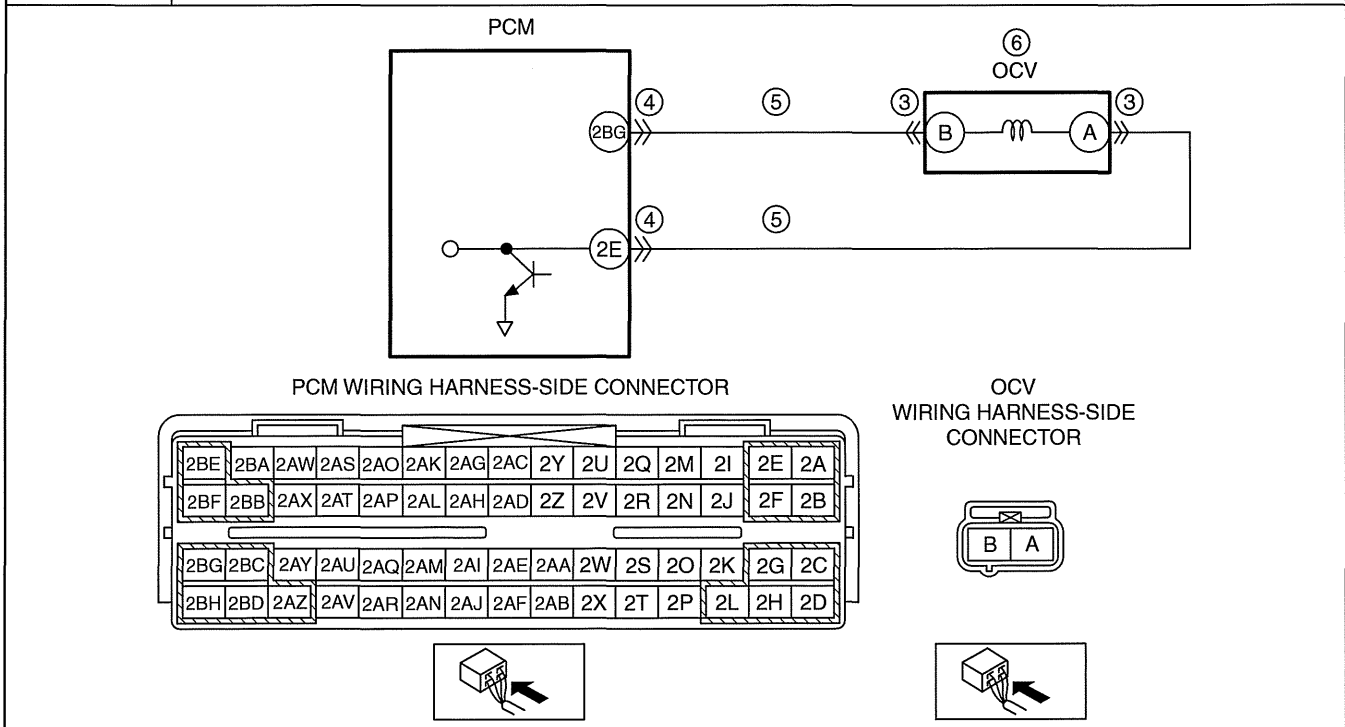 PCM
⑥
OCV
④ ⑤ ③ ③
2BG B A
④ ⑤
2E
PCM WIRING HARNESS-SIDE CONNECTOR
OCV
WIRING HARNESS-SIDE
CONNECTOR
2BE 2BA 2AW 2AS 2AO 2AK 2AG 2AC 2Y 2U 2Q 2M 2I 2E 2A
2BF 2BB 2AX 2AT 2AP 2AL 2AH 2AD 2Z 2V 2R 2N 2J 2F 2B
B A
2BG 2BC 2AY 2AU 2AQ 2AM 2AI 2AE 2AA 2W 2S 2O 2K 2G 2C
2BH 2BD 2AZ 2AV 2AR 2AN 2AJ 2AF 2AB 2X 2T 2P 2L 2H 2D